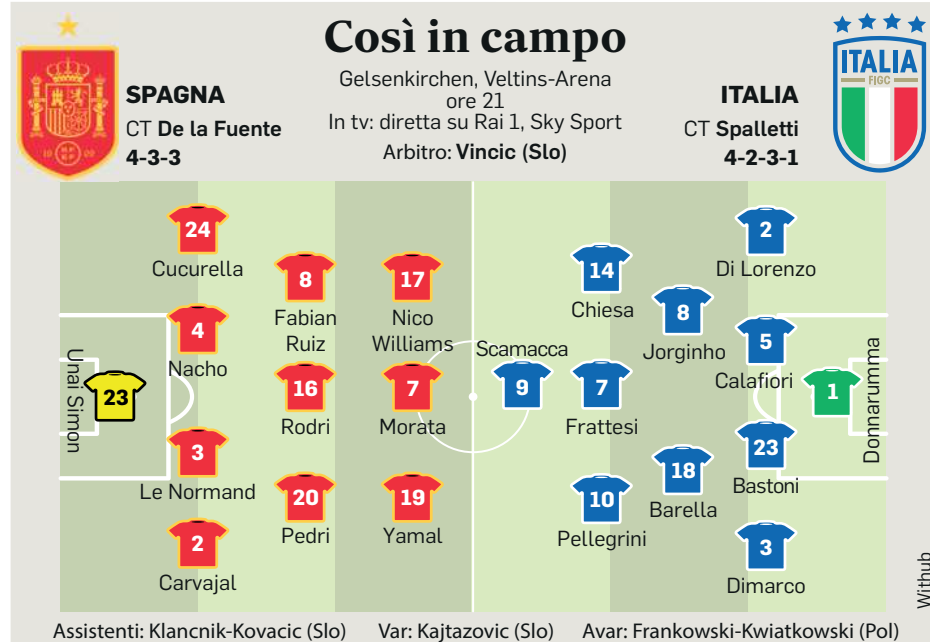 Così in campo
Gelsenkirchen, Veltins-Arena
ore 21
In tv: diretta su Rai 1, Sky Sport
Arbitro: Vincic (Slo)
SPAGNA
CT De la Fuente
4-3-3
ITALIA
FIGC
ITALIA
CT Spalletti
4-2-3-1
23
Unai Simon
24
Cucurella
4
Nacho
3
Le Normand
2
Carvajal
8
Fabian
Ruiz
16
Rodri
20
Pedri
17
Nico
Williams
7
Morata
19
Yamal
Scamacca
9
14
Chiesa
7
Frattesi
10
Pellegrini
8
Jorginho
18
Barella
2
Di Lorenzo
5
Calafiori
23
Bastoni
3
Dimarco
1
Donnarumma
Assistenti: Klancnik-Kovacic (Slo) Var: Kajtazovic (Slo) Avar: Frankowski-Kwiatkowski (Pol)
Withub